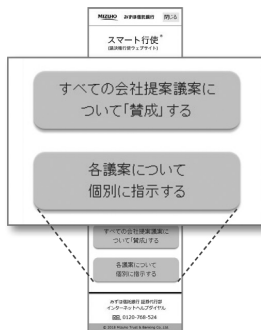 MIZUHO みずほ信託銀行 閉じる
スマート行使*
(議決権行使ウェブサイト)
すべての会社提案議案に
ついて「賛成」する
各議案について
個別に指示する
すべての会社提案議案に
ついて「賛成」する
各議案について
個別に指示する
みずほ信託銀行 証券代行部
インターネットヘルプダイヤル
0120-768-524
© 2018 Mizuho Trust & Banking Co., Ltd.